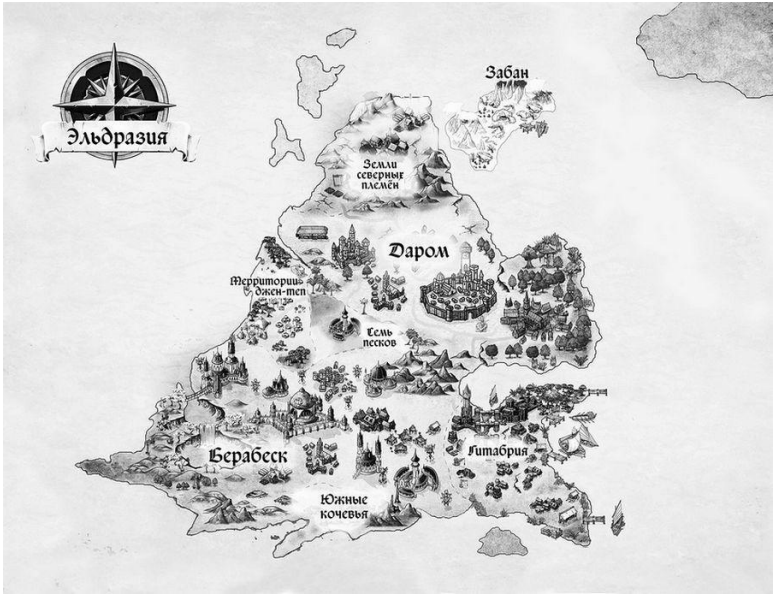 Забан
Эльдразия
Земли
северных
племён
Даром
Территории
джен-теп
Семь
песков
Берабеск
Гитабрия
Южные
кочевья